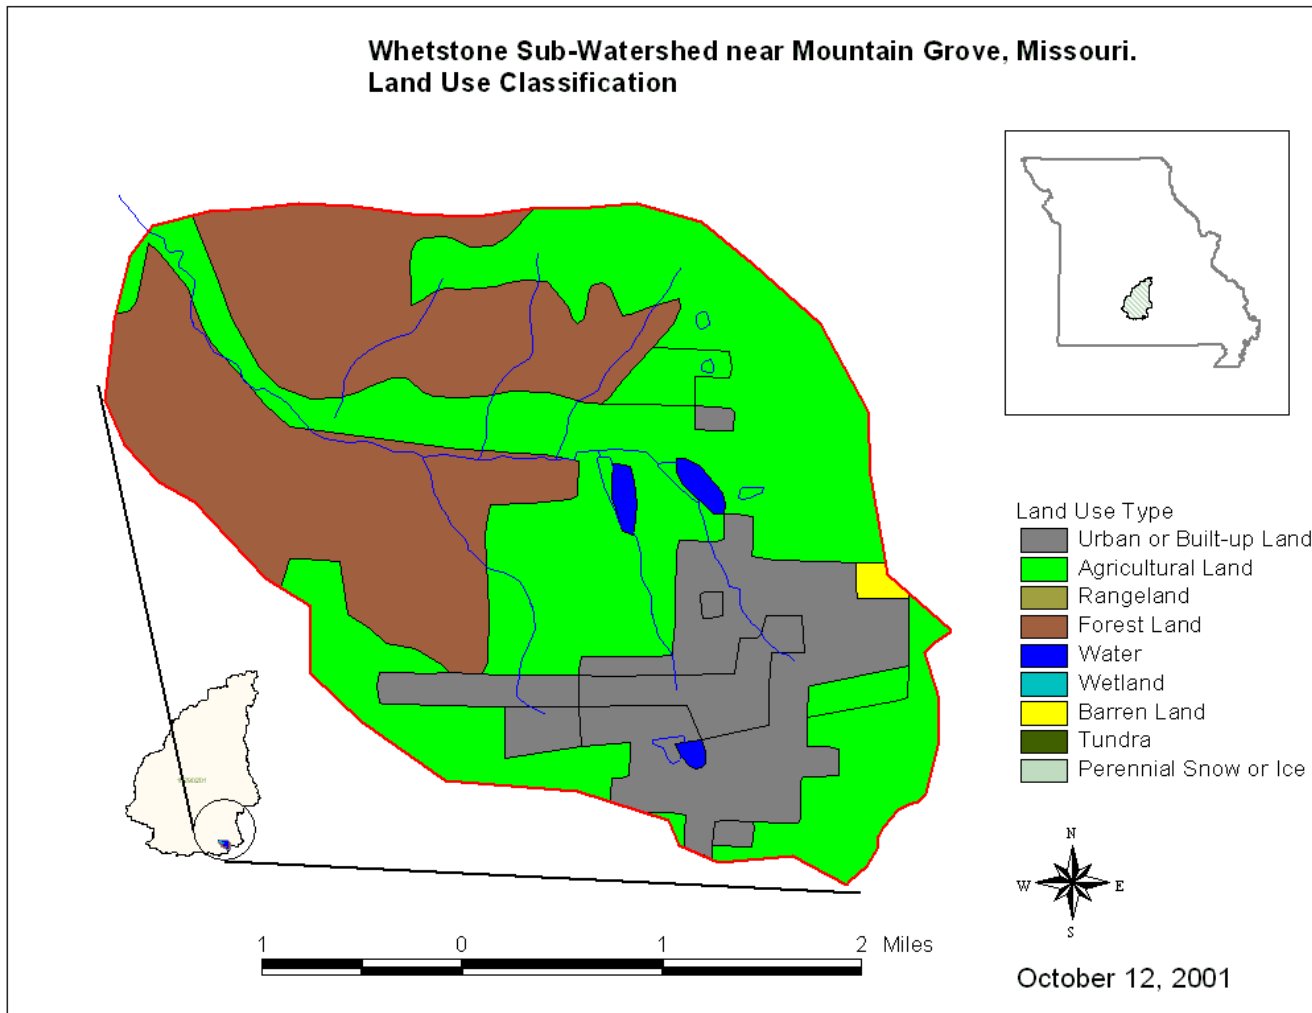 Whetstone Sub-Watershed near Mountain Grove, Missouri.
Land Use Classification
Land Use Type
Urban or Built-up Land
Agricultural Land
Rangeland
Forest Land
Water
Wetland
Barren Land
Tundra
Perennial Snow or Ice
N
W E
S
1 0 1 2 Miles
October 12, 2001